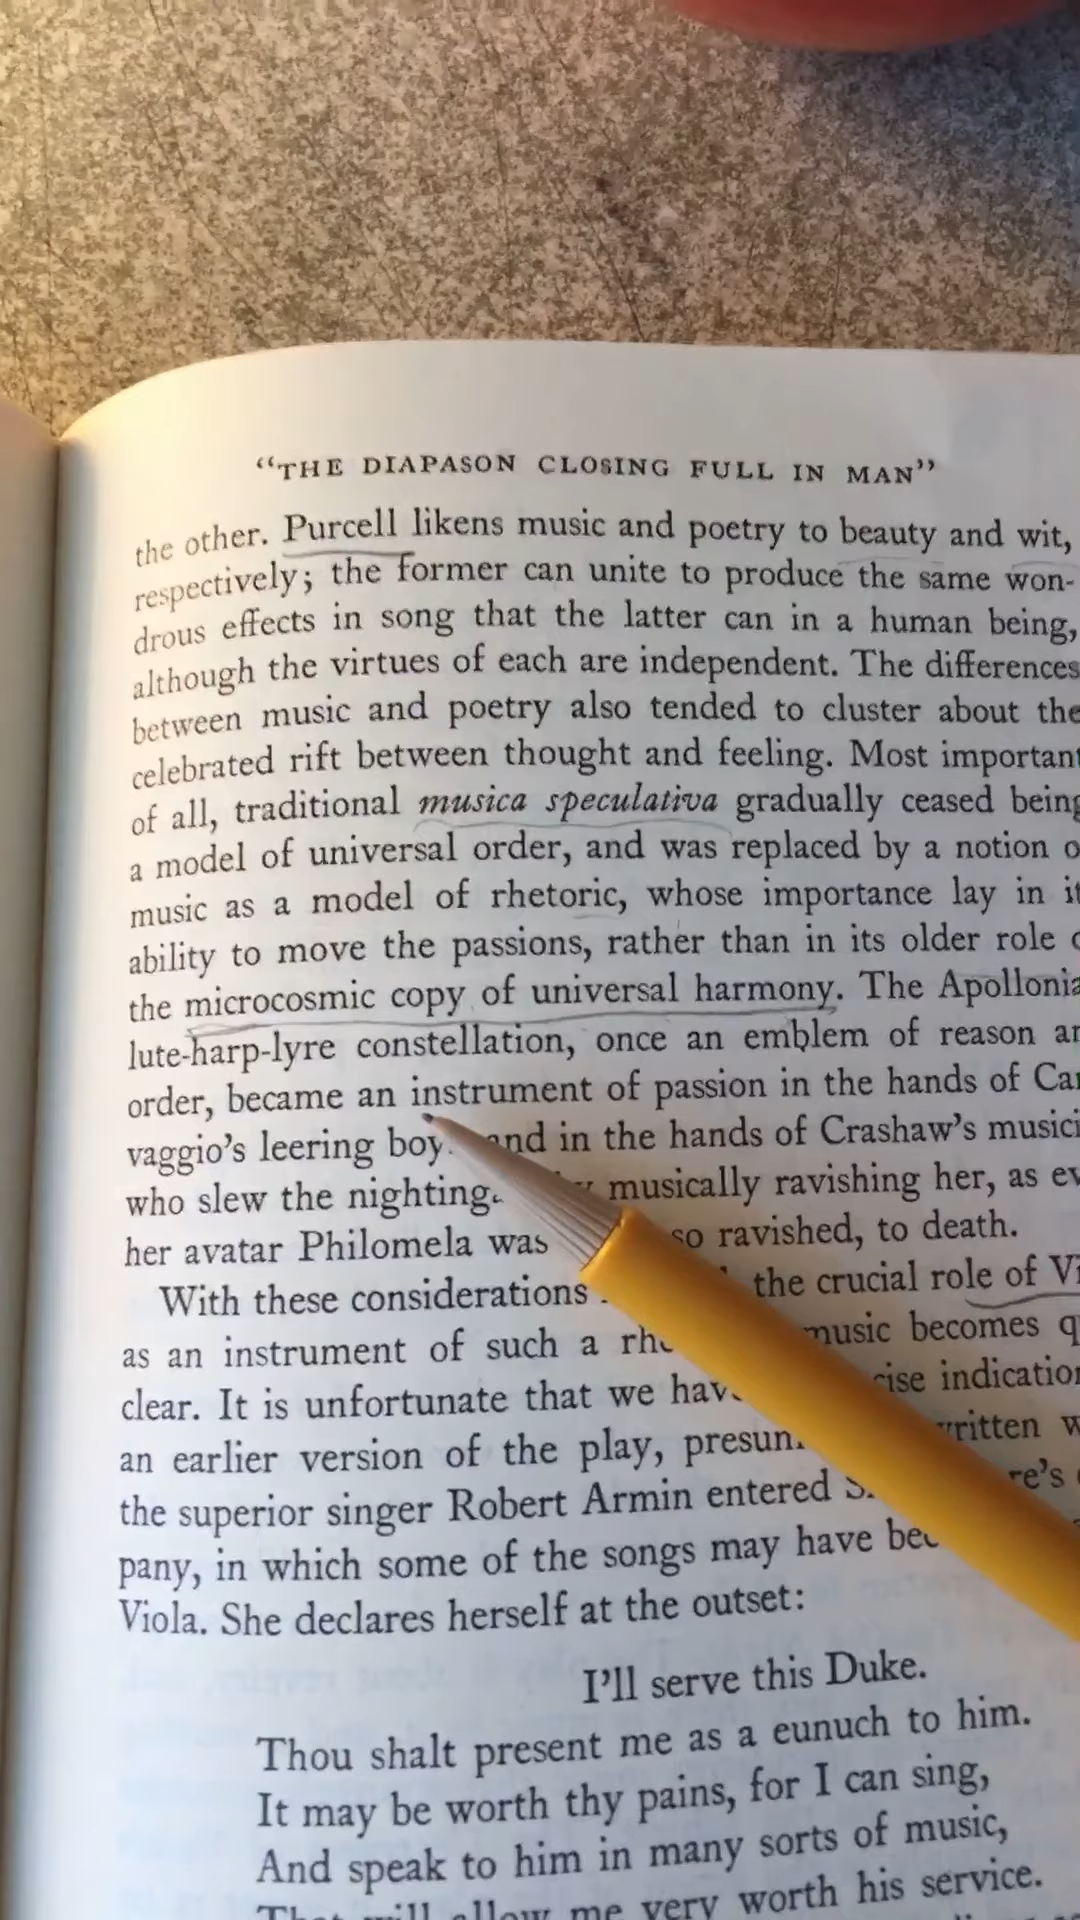 “THE DIAPASON CLOSING FULL IN MAN”
the other. Purcell likens music and poetry to beauty and wit,
respectively; the former can unite to produce the same won-
drous effects in song that the latter can in a human being,
although the virtues of each are independent. The differences
between music and poetry also tended to cluster about the
celebrated rift between thought and feeling. Most important
of all, traditional musica speculativa gradually ceased being
a model of universal order, and was replaced by a notion
music as a model of rhetoric, whose importance lay in
ability to move the passions, rather than in its older role
the microcosmic copy of universal harmony. The
lute-harp-lyre constellation, once an emblem of reason
order, became an instrument of passion in the hands of
vaggio’s leering boy and in the hands of Crashaw’s
who slew the musically ravishing her, as
her avatar Philomela was so ravished, to death.
With these considerations the crucial role of
as an instrument of such a music becomes
clear. It is unfortunate that we
an earlier version of the play,
the superior singer Robert Armin entered
pany, in which some of the songs may have
Viola. She declares herself at the outset:
I’ll serve this Duke.
Thou shalt present me as a eunuch to him.
It may be worth thy pains, for I can sing,
And speak to him in many sorts of music,
That will allow me very worth his service.